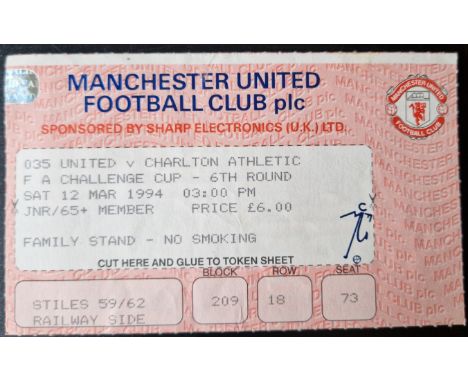 MANCHESTER UNITED
FOOTBALL CLUB plc
SPONSORED BY SHARP ELECTRONICS (U.K.) LTD.
035 UNITED v CHARLTON ATHLETIC
F A CHALLENGE CUP - 6TH ROUND
SAT 12 MAR 1994 03:00 PM
JNR/65+ MEMBER PRICE £6.00
FAMILY STAND - NO SMOKING
CUT HERE AND GLUE TO TOKEN SHEET
BLOCK ROW SEAT
STILES 59/62 209 18 73
RAILWAY SIDE